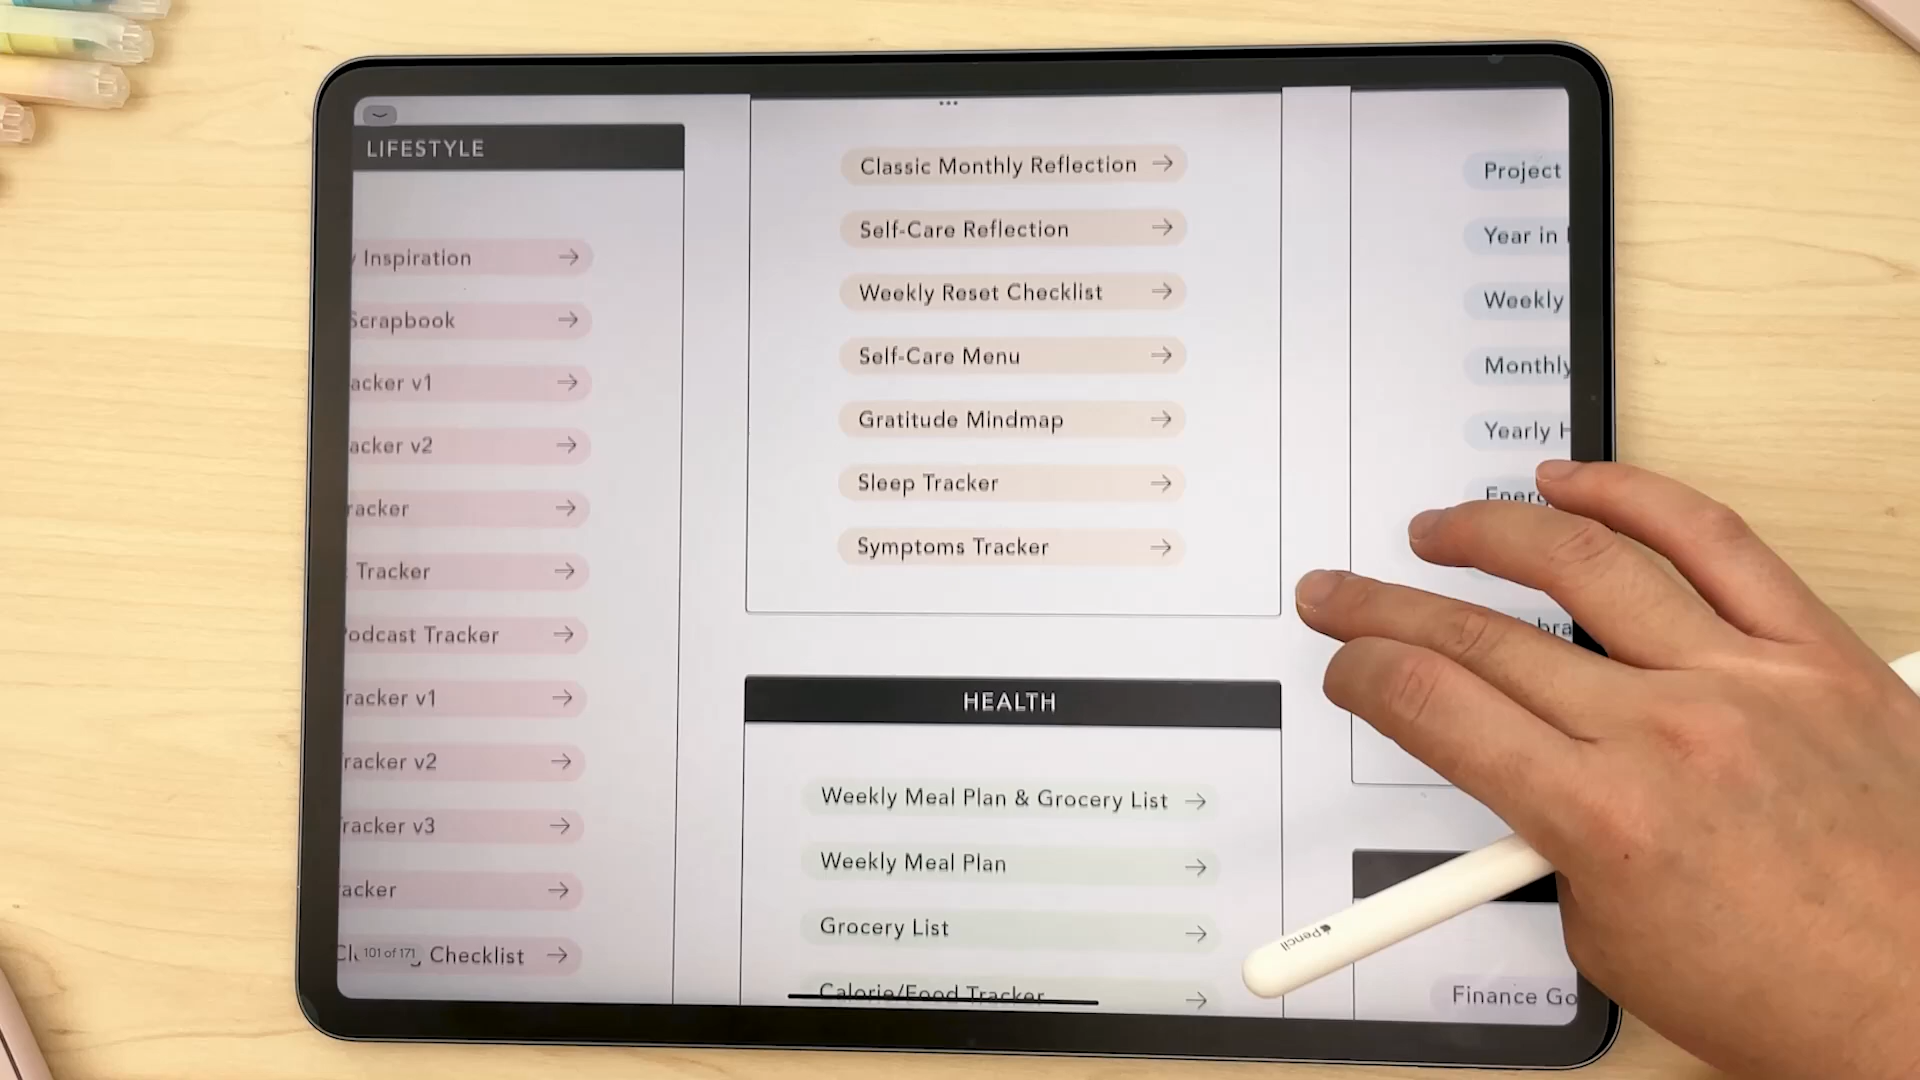 LIFESTYLE
Inspiration
Scrapbook
acker v1
acker v2
racker
Tracker
Podcast Tracker
racker v1
racker v2
racker v3
acker
Checklist
101 of 171
Classic Monthly Reflection
Self-Care Reflection
Weekly Reset Checklist
Self-Care Menu
Gratitude Mindmap
Sleep Tracker
Symptoms Tracker
HEALTH
Weekly Meal Plan & Grocery List
Weekly Meal Plan
Grocery List
Calorie/Food Tracker
Project
Year in
Weekly
Monthly
Yearly
Finance Go
Pencil